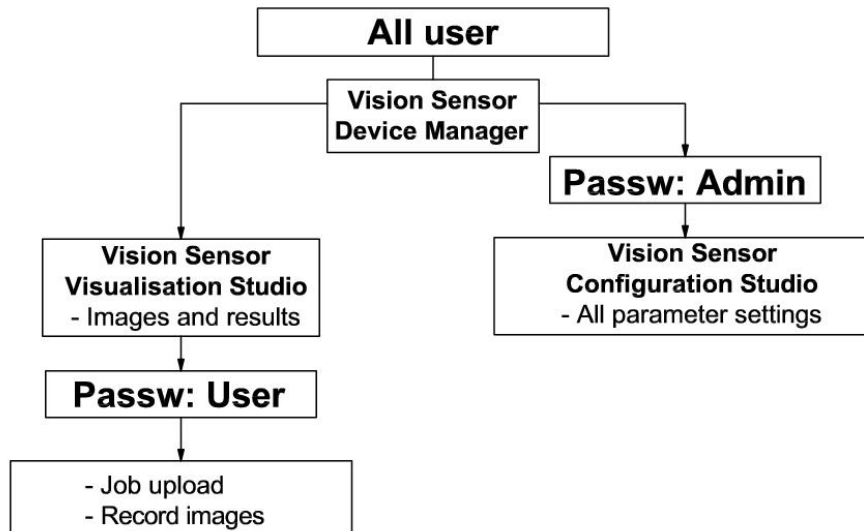 All user
Vision Sensor
Device Manager
Passw: Admin
Vision Sensor
Configuration Studio
- All parameter settings
Vision Sensor
Visualisation Studio
- Images and results
Passw: User
- Job upload
- Record images